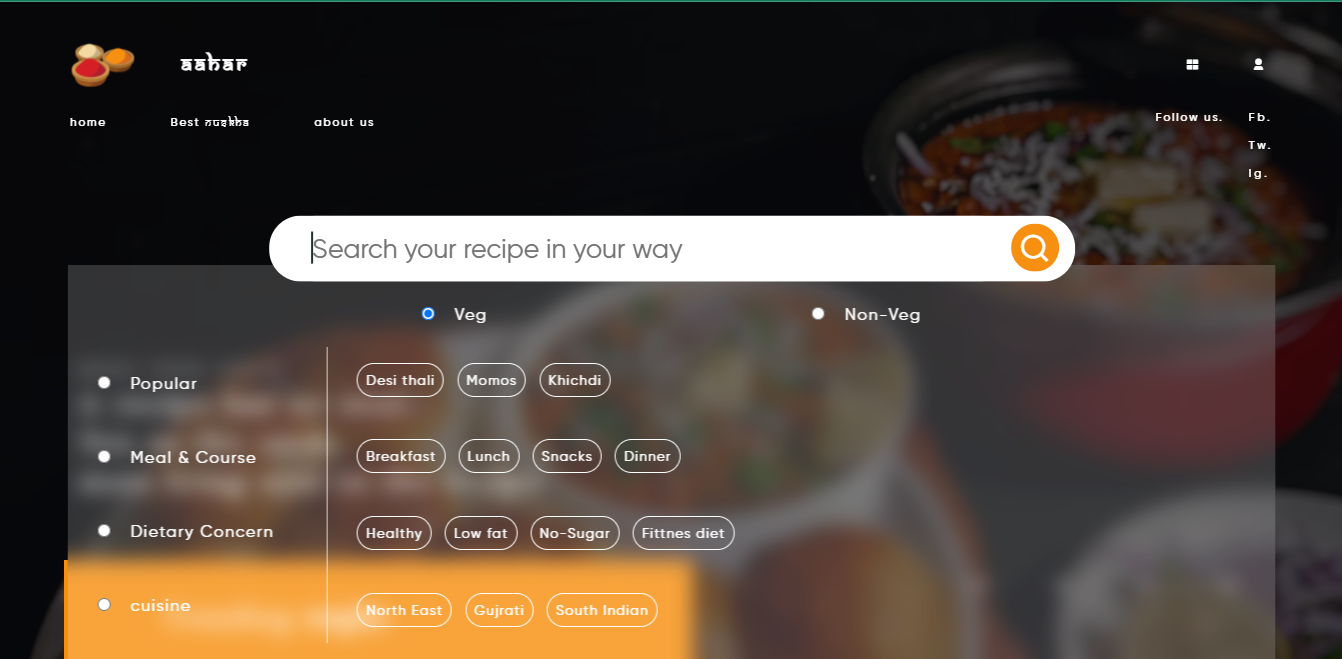 aahar
home Best nuskha about us
Follow us. Fb.
Tw.
Ig.
Search your recipe in your way
Veg Non-Veg
Popular Desi thali Momos Khichdi
Meal & Course Breakfast Lunch Snacks Dinner
Dietary Concern Healthy Low fat No-Sugar Fittnes diet
cuisine North East Gujrati South Indian